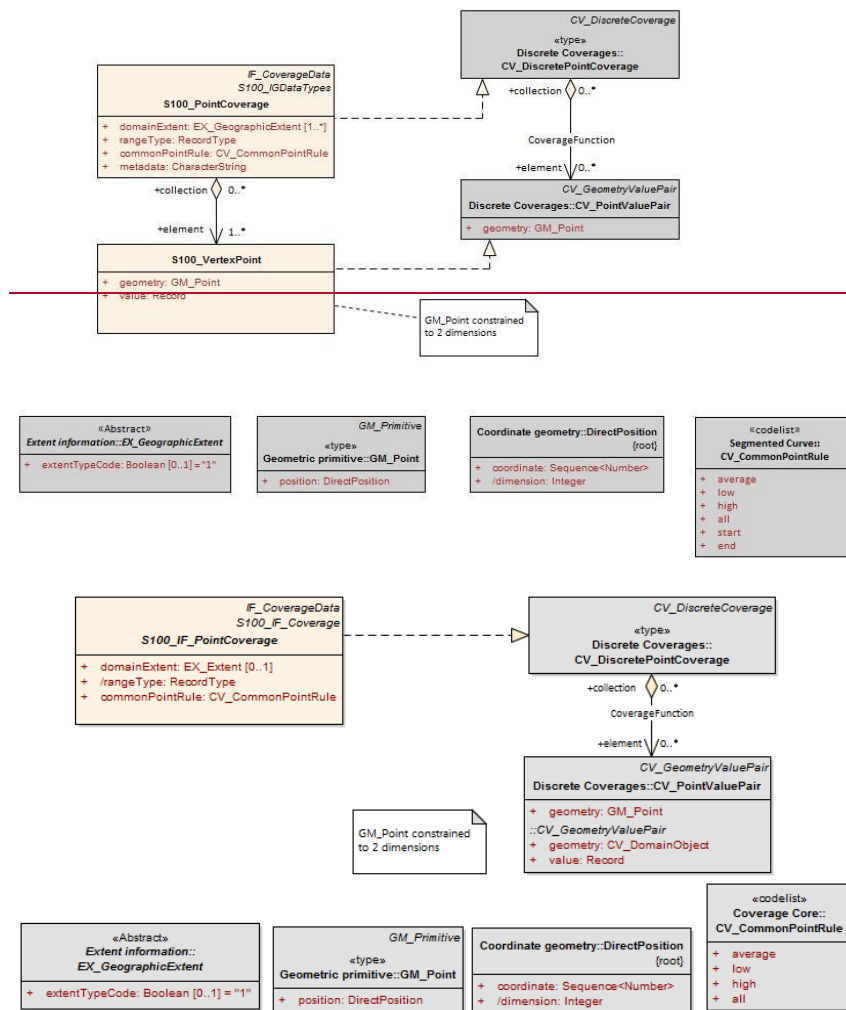 CV_DiscreteCoverage
«type»
Discrete Coverages::
CV_DiscretePointCoverage
IF_CoverageData
S100_IGDataTypes
S100_PointCoverage
+ domainExtent: EX_GeographicExtent [1..*]
+ rangeType: RecordType
+ commonPointRule: CV_CommonPointRule
+ metadata: CharacterString
+collection 0..*
CoverageFunction
+element 0..*
+collection 0..*
+element 1..*
CV_GeometryValuePair
Discrete Coverages::CV_PointValuePair
+ geometry: GM_Point
S100_VertexPoint
+ geometry: GM_Point
+ value: Record
GM_Point constrained
to 2 dimensions
«Abstract»
Extent information::EX_GeographicExtent
+ extentTypeCode: Boolean [0..1] = "1"
GM_Primitive
«type»
Geometric primitive::GM_Point
+ position: DirectPosition
Coordinate geometry::DirectPosition
{root}
+ coordinate: Sequence<Number>
+ /dimension: Integer
«codelist»
Segmented Curve::
CV_CommonPointRule
+ average
+ low
+ high
+ all
+ start
+ end
IF_CoverageData
S100_IF_Coverage
S100_IF_PointCoverage
+ domainExtent: EX_Extent [0..1]
+ /rangeType: RecordType
+ commonPointRule: CV_CommonPointRule
CV_DiscreteCoverage
«type»
Discrete Coverages::
CV_DiscretePointCoverage
+collection 0..*
CoverageFunction
+element 0..*
CV_GeometryValuePair
Discrete Coverages::CV_PointValuePair
+ geometry: GM_Point
::CV_GeometryValuePair
+ geometry: CV_DomainObject
+ value: Record
GM_Point constrained
to 2 dimensions
«Abstract»
Extent information::
EX_GeographicExtent
+ extentTypeCode: Boolean [0..1] = "1"
GM_Primitive
«type»
Geometric primitive::GM_Point
+ position: DirectPosition
Coordinate geometry::DirectPosition
{root}
+ coordinate: Sequence<Number>
+ /dimension: Integer
«codelist»
Coverage Core::
CV_CommonPointRule
+ average
+ low
+ high
+ all